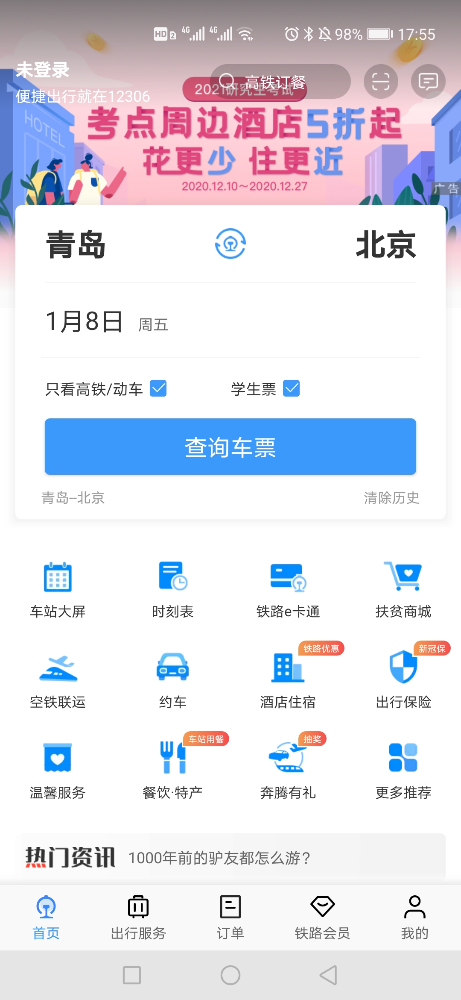 HD 2 4G 4G 98% 17:55
未登录
便捷出行就在12306
高铁订餐
2021研究生考试
考点周边酒店5折起
花更少 住更近
2020.12.10~2020.12.27
HOTEL
广告
青岛
北京
1月8日 周五
只看高铁/动车
学生票
查询车票
青岛--北京
清除历史
车站大屏
时刻表
铁路e卡通
扶贫商城
铁路优惠
新冠保
空铁联运
约车
酒店住宿
出行保险
车站用餐
抽奖
温馨服务
餐饮·特产
奔腾有礼
更多推荐
热门资讯 1000年前的驴友都怎么游?
首页
出行服务
订单
铁路会员
我的